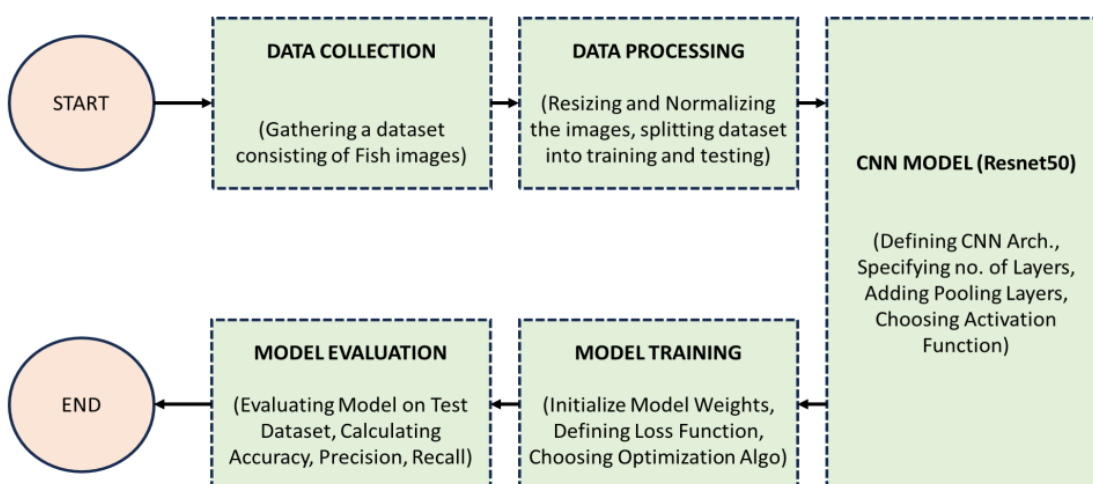 START
DATA COLLECTION
(Gathering a dataset
consisting of Fish images)
DATA PROCESSING
(Resizing and Normalizing
the images, splitting dataset
into training and testing)
CNN MODEL (Resnet50)
(Defining CNN Arch.,
Specifying no. of Layers,
Adding Pooling Layers,
Choosing Activation
Function)
MODEL TRAINING
(Initialize Model Weights,
Defining Loss Function,
Choosing Optimization Algo)
MODEL EVALUATION
(Evaluating Model on Test
Dataset, Calculating
Accuracy, Precision, Recall)
END